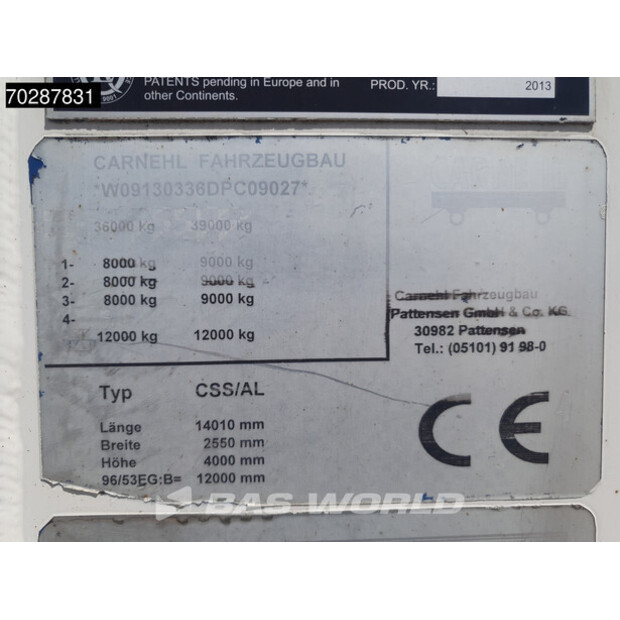 70287831
9001
PATENTS pending in Europe and in
other Continents.
PROD. YR.: 2013
CARNEHL FAHRZEUGBAU
*W09130336DPC09027*
36000 kg 39000 kg
1- 8000 kg 9000 kg
2- 8000 kg 9000 kg
3- 8000 kg 9000 kg
4-
12000 kg 12000 kg
Carnehl Fahrzeugbau
Pattensen GmbH & Co. KG
30982 Pattensen
Tel.: (05101) 91 98-0
Typ CSS/AL
Länge 14010 mm
Breite 2550 mm
Höhe 4000 mm
96/53EG:B= 12000 mm
CE
BAS WORLD